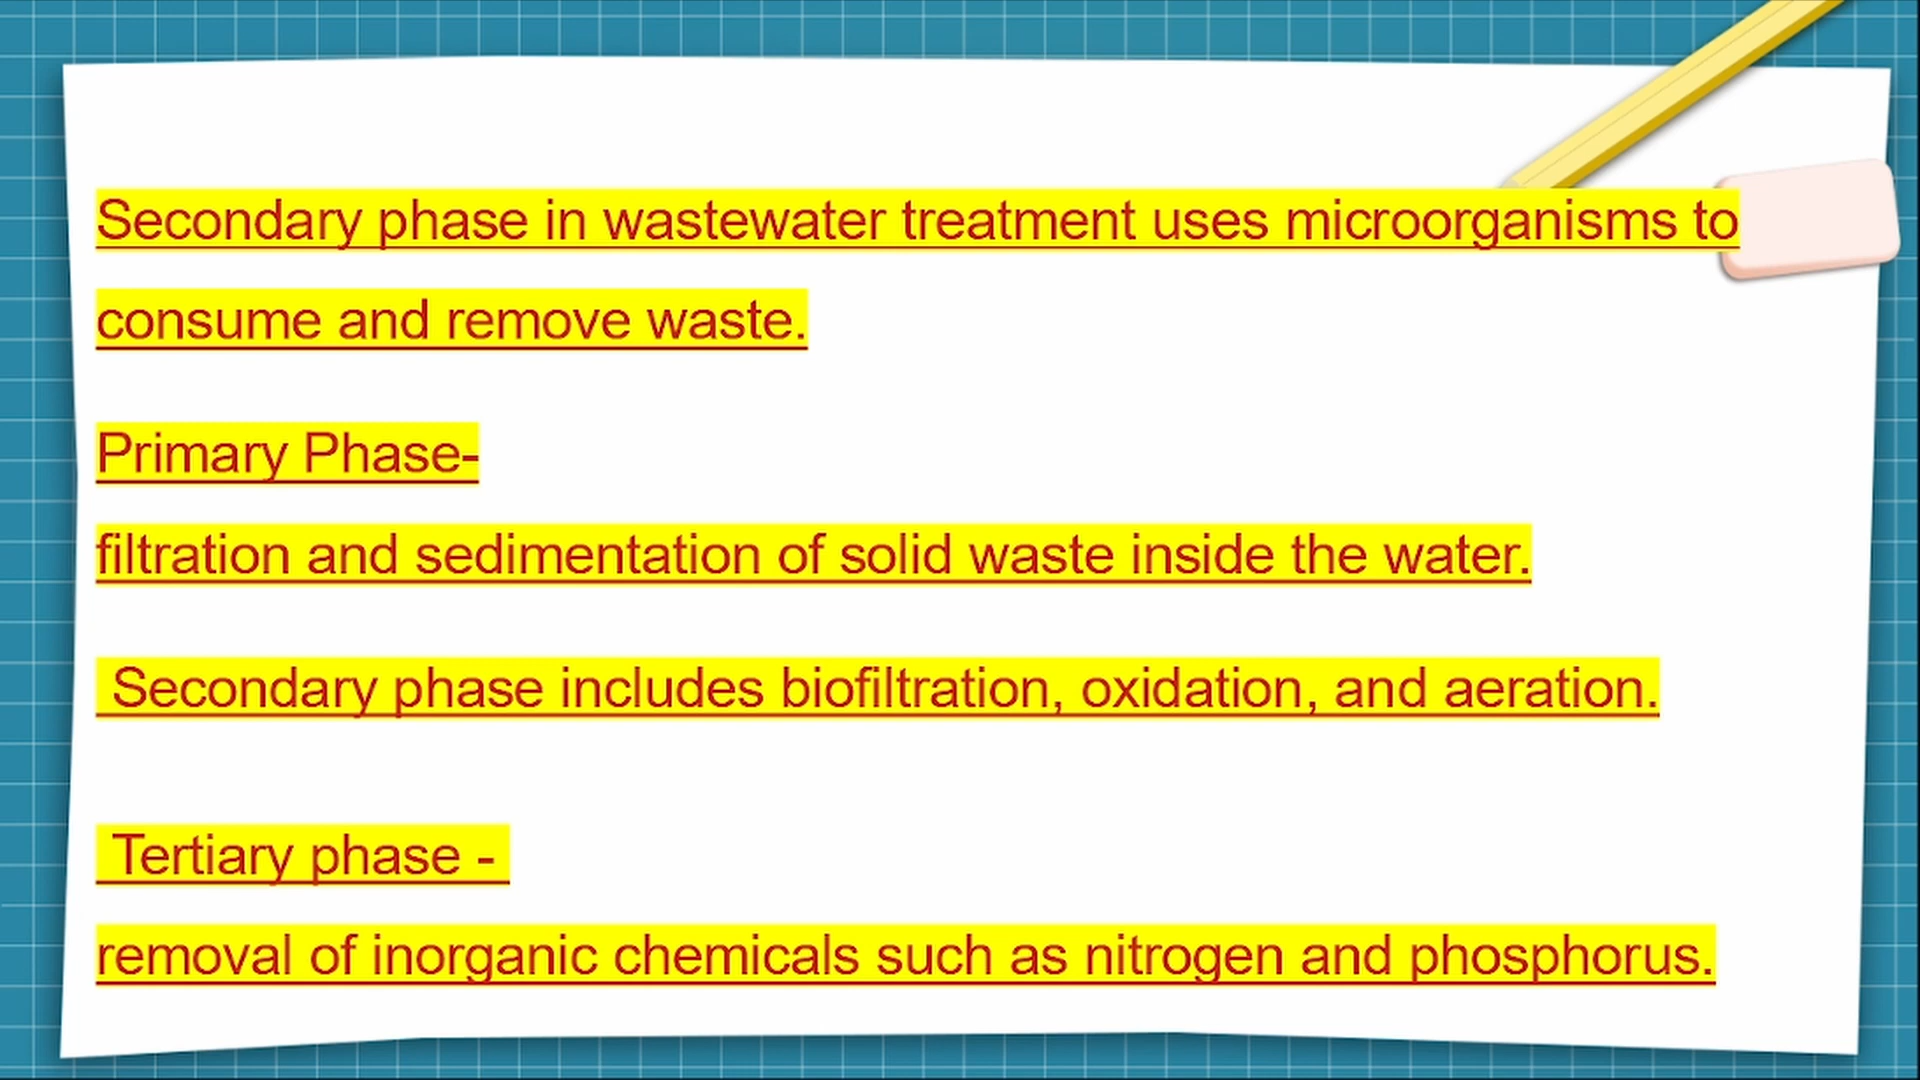 Secondary phase in wastewater treatment uses microorganisms to
consume and remove waste.
Primary Phase-
filtration and sedimentation of solid waste inside the water.
Secondary phase includes biofiltration, oxidation, and aeration.
Tertiary phase -
removal of inorganic chemicals such as nitrogen and phosphorus.